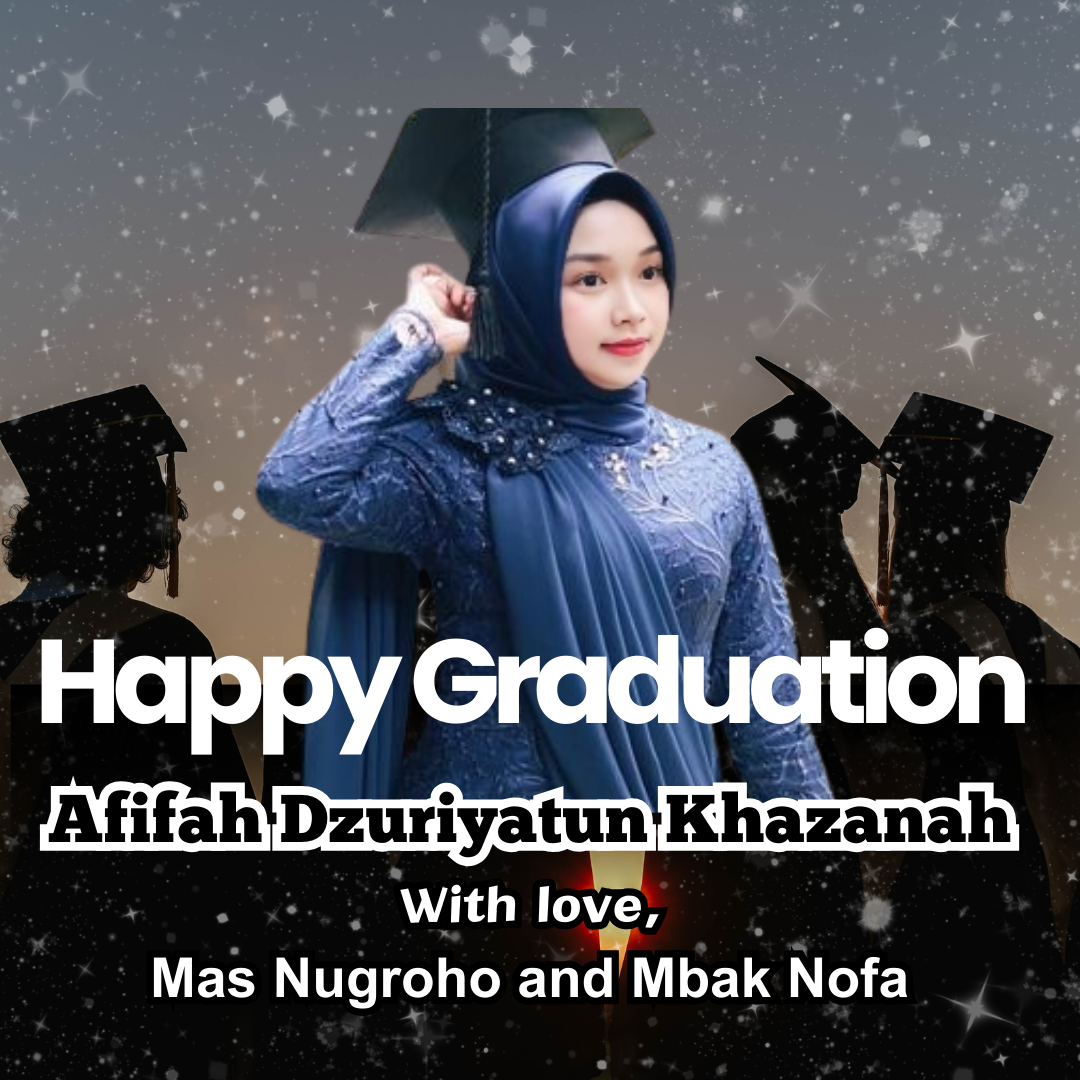 Happy Graduation
Afifah Dzuriyatun Khazanah
With love,
Mas Nugroho and Mbak Nofa